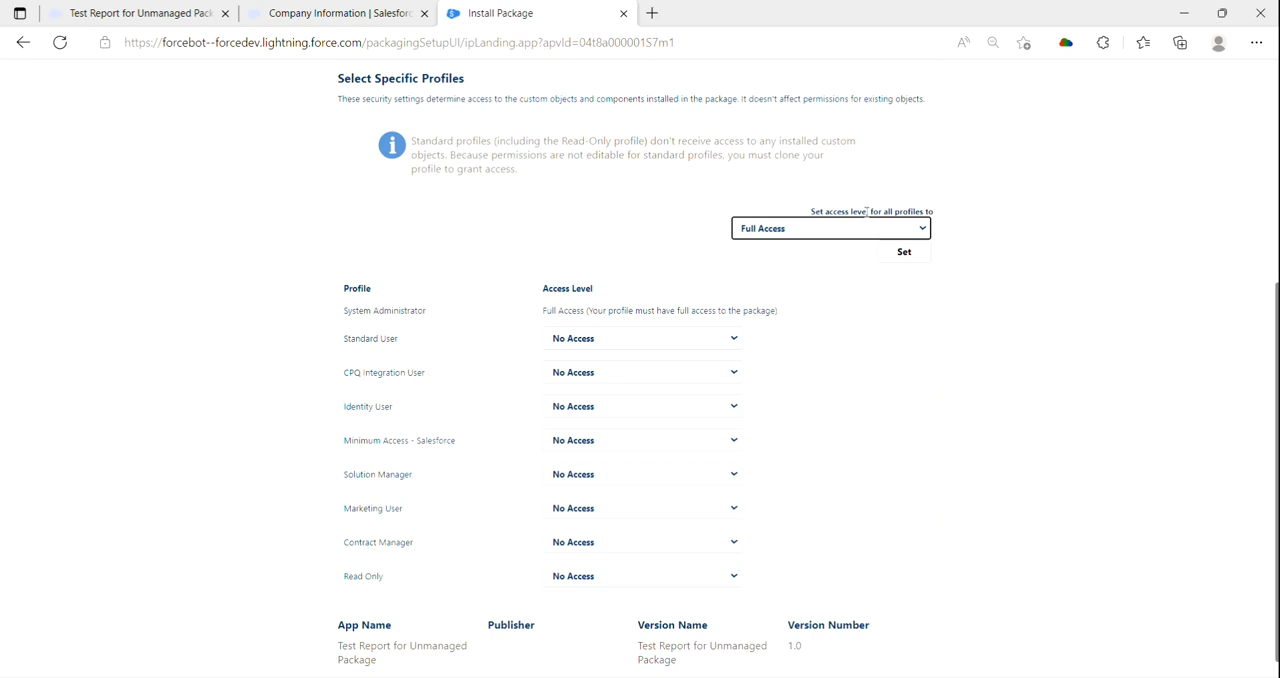 Test Report for Unmanaged Pack
Company Information | Salesforc
Install Package
https://forcebot--forcedev.lightning.force.com/packagingSetupUI/ipLanding.app?apvId=04t8a000001S7m1
Select Specific Profiles
These security settings determine access to the custom objects and components installed in the package. It doesn't affect permissions for existing objects.
Standard profiles (including the Read-Only profile) don't receive access to any installed custom
objects. Because permissions are not editable for standard profiles, you must clone your
profile to grant access.
Set access level for all profiles to
Full Access
Set
Profile Access Level
System Administrator Full Access (Your profile must have full access to the package)
Standard User No Access
CPQ Integration User No Access
Identity User No Access
Minimum Access - Salesforce No Access
Solution Manager No Access
Marketing User No Access
Contract Manager No Access
Read Only No Access
App Name Publisher Version Name Version Number
Test Report for Unmanaged Test Report for Unmanaged 1.0
Package Package